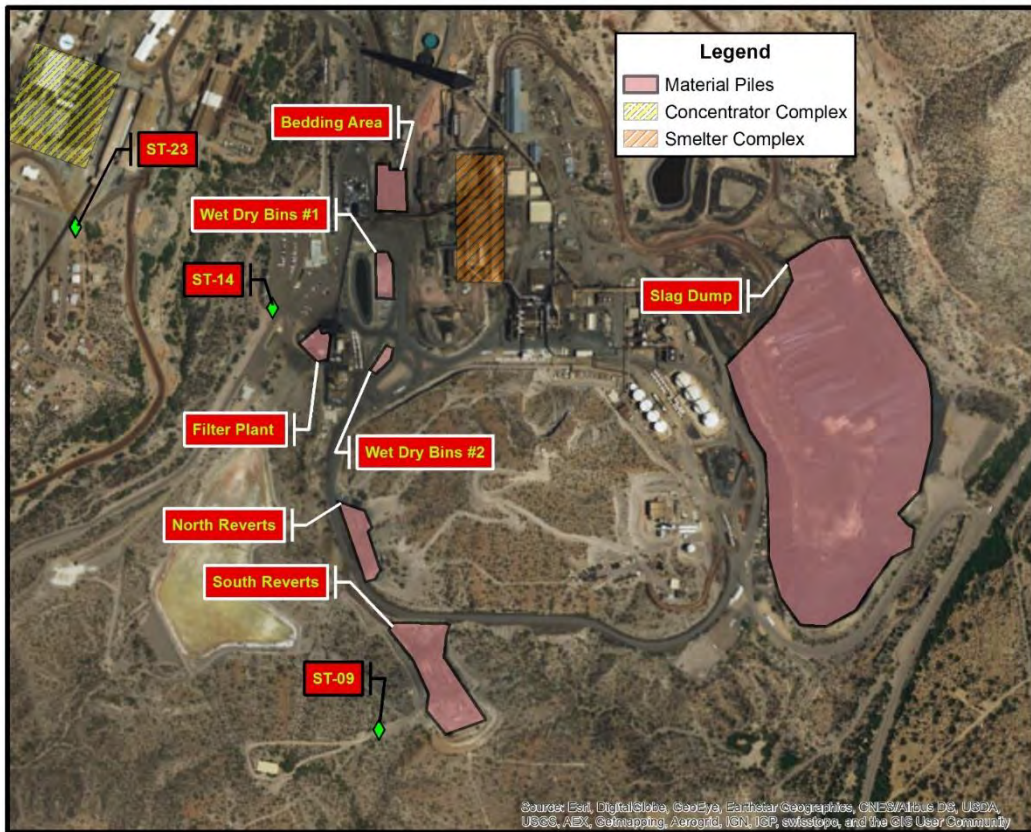 Legend
Material Piles
Concentrator Complex
Smelter Complex
Bedding Area
ST-23
Wet Dry Bins #1
ST-14
Slag Dump
Filter Plant
Wet Dry Bins #2
North Reverts
South Reverts
ST-09
Source: Esri, DigitalGlobe, GeoEye, Earthstar Geographics, CNES/Airbus DS, USDA,
USGS, AEX, Getmapping, Aerogrid, IGN, IGP, swisstopo, and the GIS User Community